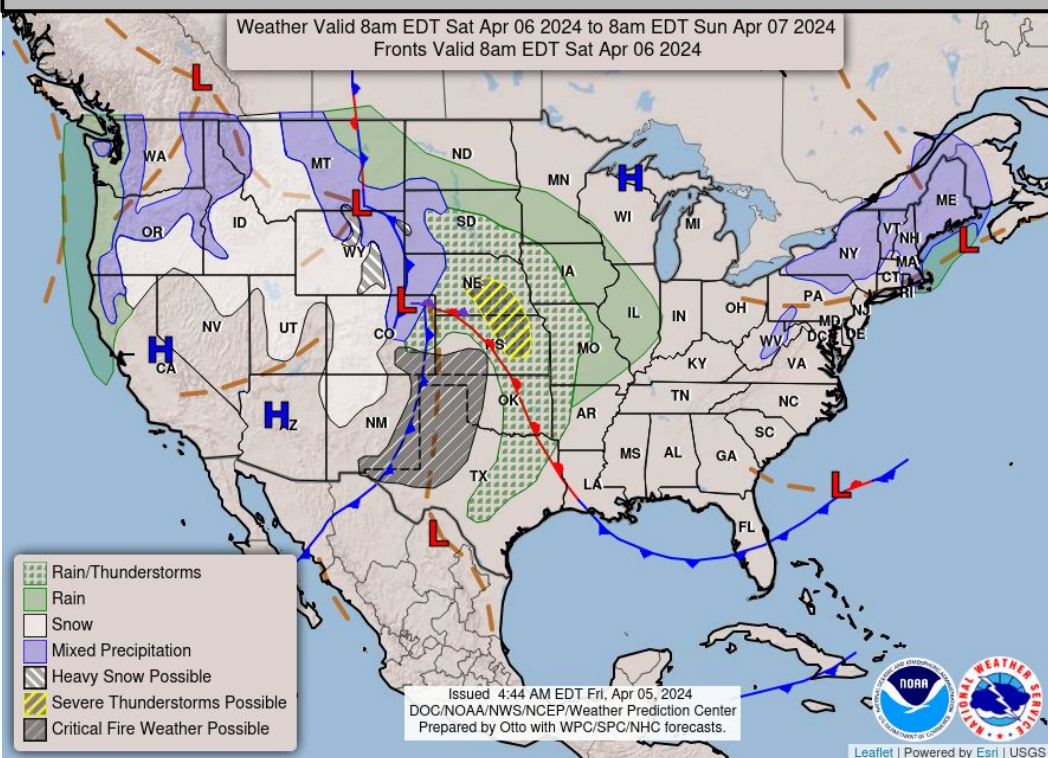 Weather Valid 8am EDT Sat Apr 06 2024 to 8am EDT Sun Apr 07 2024
Fronts Valid 8am EDT Sat Apr 06 2024
L
WA
MT
ND
MN
H
ME
OR
ID
L
WY
SD
WI
MI
VT
NH
NY
MA
CT
RI
L
NE
IA
L
NV
UT
CO
IL
IN
OH
PA
NJ
MD
DE
DC
WV
H
CA
KS
MO
KY
VA
H
AZ
NM
OK
AR
TN
NC
SC
TX
MS
AL
GA
LA
L
L
FL
Rain/Thunderstorms
Rain
Snow
Mixed Precipitation
Heavy Snow Possible
Severe Thunderstorms Possible
Critical Fire Weather Possible
Issued 4:44 AM EDT Fri, Apr 05, 2024
DOC/NOAA/NWS/NCEP/Weather Prediction Center
Prepared by Otto with WPC/SPC/NHC forecasts.
NOAA
NATIONAL WEATHER SERVICE
Leaflet | Powered by Esri | USGS